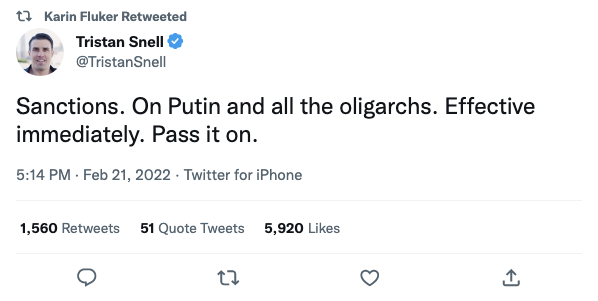 Karin Fluker Retweeted
Tristan Snell
@TristanSnell
Sanctions. On Putin and all the oligarchs. Effective
immediately. Pass it on.
5:14 PM · Feb 21, 2022 · Twitter for iPhone
1,560 Retweets 51 Quote Tweets 5,920 Likes